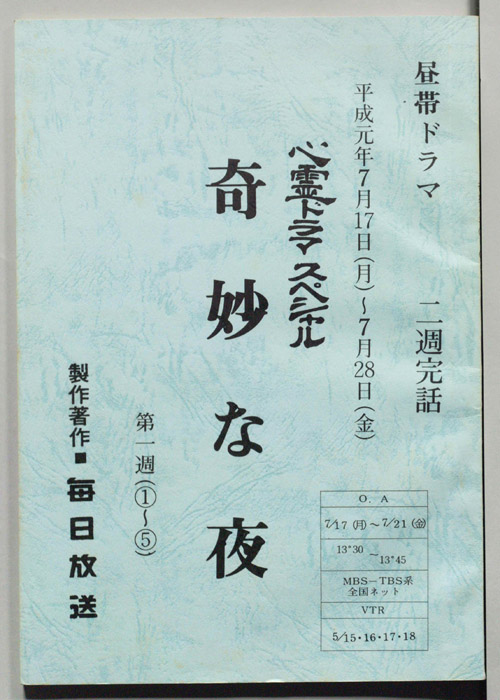 昼帯ドラマ　二週完話
平成元年7月17日(月)～7月28日(金)
心霊ドラマスペシャル
奇妙な夜
第一週(①～⑤)
製作著作■毎日放送
O. A
7/17 (月) ～7/21 (金)
13°30 ～ 13°45
MBS－TBS系
全国ネット
VTR
5/15・16・17・18